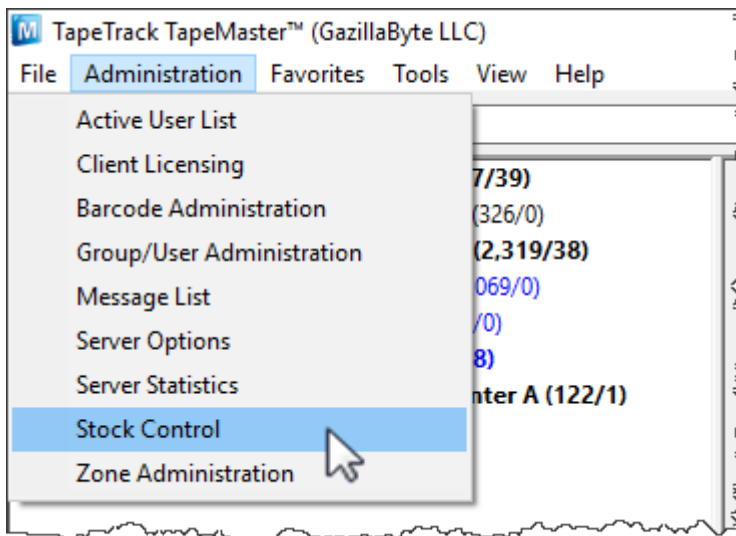 TapeTrack TapeMaster™ (GazillaByte LLC)
File Administration Favorites Tools View Help
Active User List
Client Licensing
Barcode Administration
Group/User Administration
Message List
Server Options
Server Statistics
Stock Control
Zone Administration
7/39)
(326/0)
(2,319/38)
069/0)
/0)
8)
nter A (122/1)